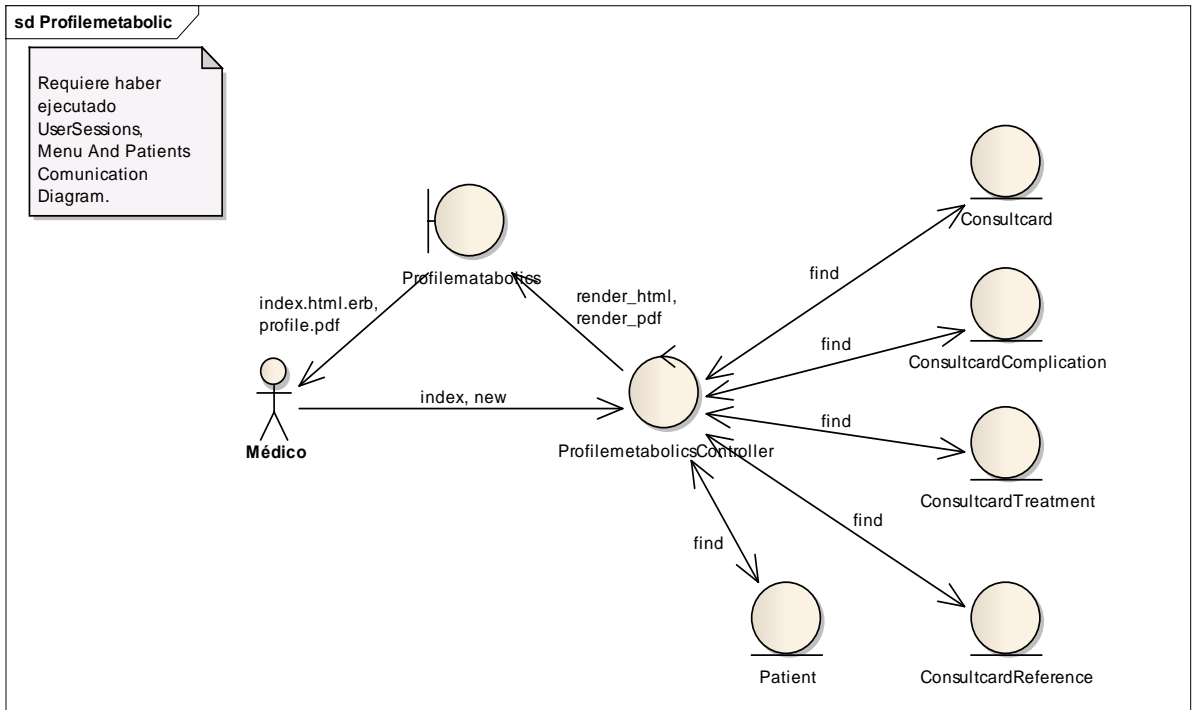 sd Profilemetabolic
Requiere haber
ejecutado
UserSessions,
Menu And Patients
Comunication
Diagram.
Consultcard
Profilematabolics
find
index.html.erb,
profile.pdf
render_html,
render_pdf
find
ConsultcardComplication
index, new
find
Médico
ProfilemetabolicsController
ConsultcardTreatment
find
find
Patient
ConsultcardReference